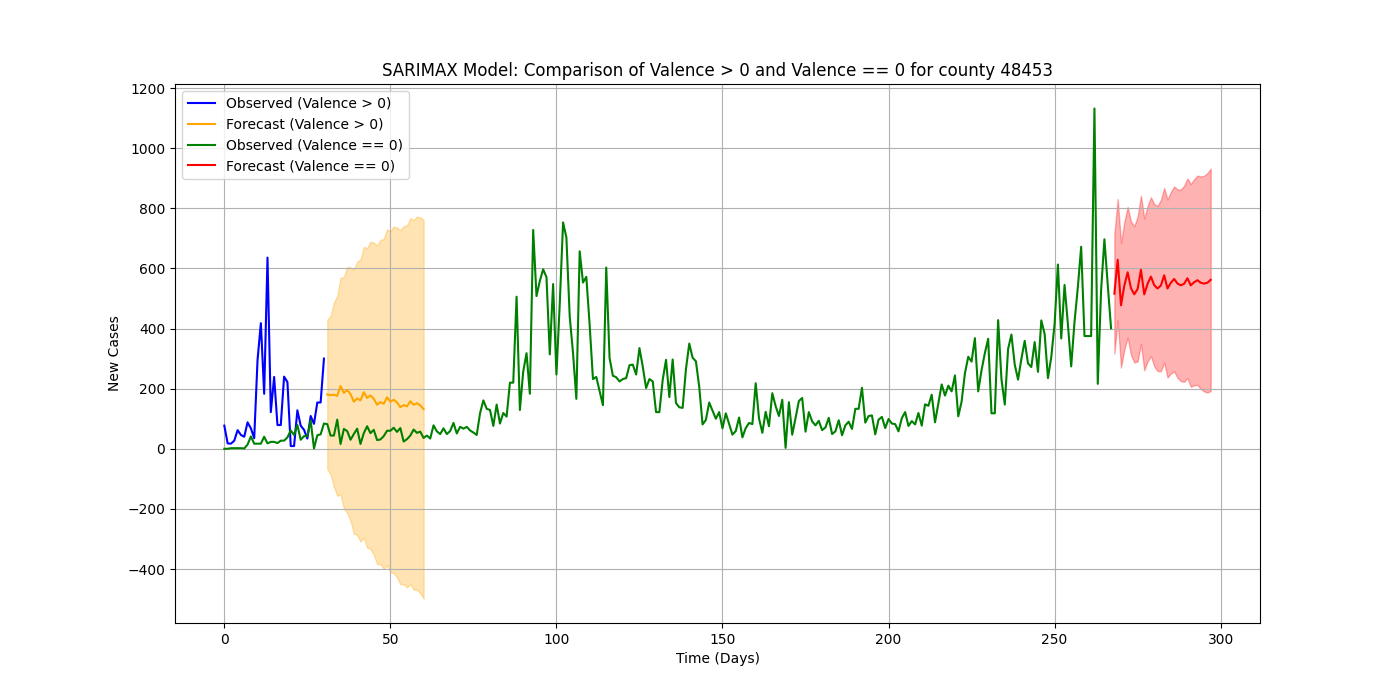 SARIMAX Model: Comparison of Valence > 0 and Valence == 0 for county 48453
Observed (Valence > 0)
Forecast (Valence > 0)
Observed (Valence == 0)
Forecast (Valence == 0)
New Cases
1200
1000
800
600
400
200
0
−200
−400
0 50 100 150 200 250 300
Time (Days)